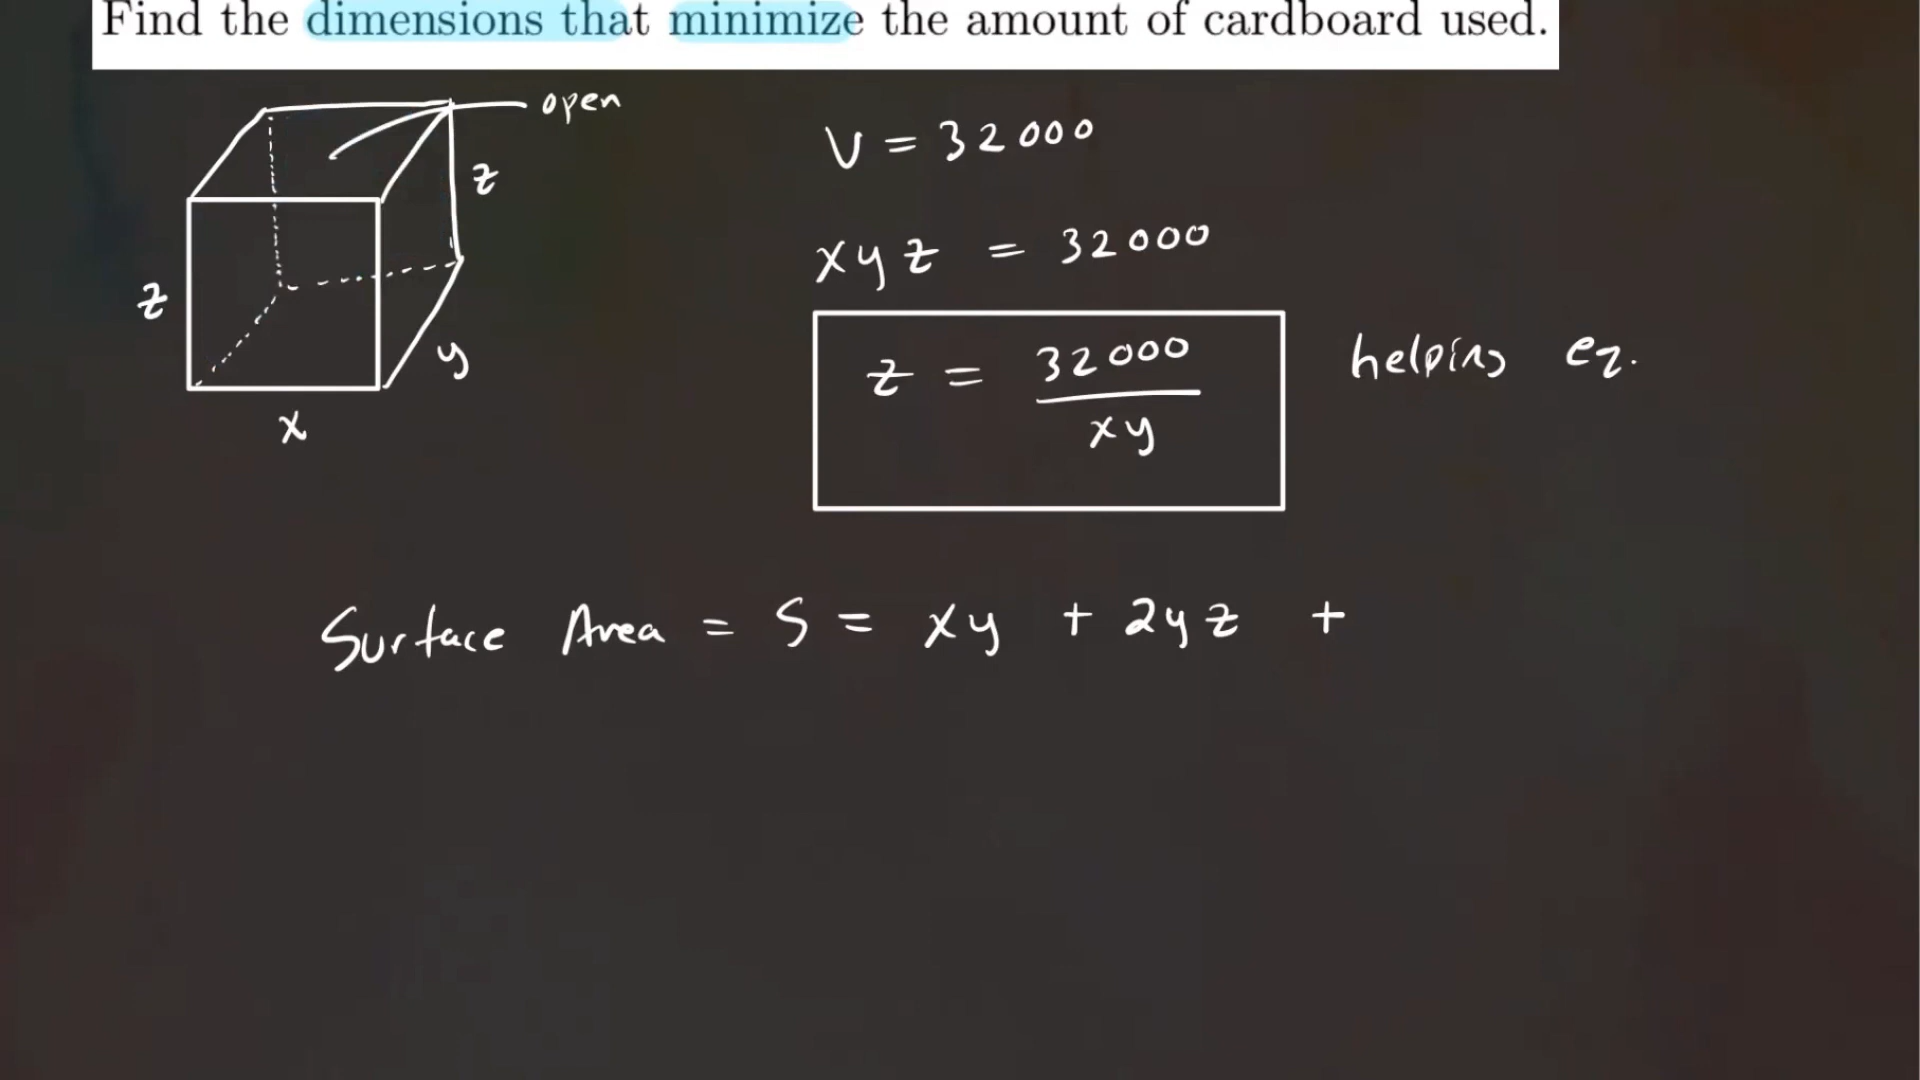 Find the dimensions that minimize the amount of cardboard used.
open
z
z
y
x
V = 32000
xyz = 32000
z = 32000/xy
helping eq.
Surface Area = S = xy + 2yz +